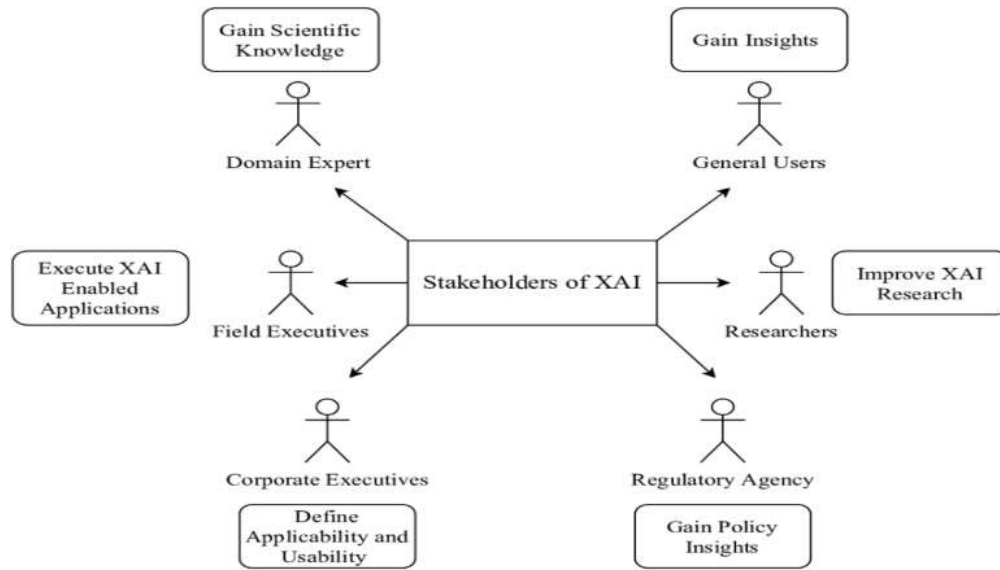 Gain Scientific
Knowledge
Gain Insights
Domain Expert
General Users
Execute XAI
Enabled
Applications
Field Executives
Stakeholders of XAI
Researchers
Improve XAI
Research
Corporate Executives
Regulatory Agency
Define
Applicability and
Usability
Gain Policy
Insights